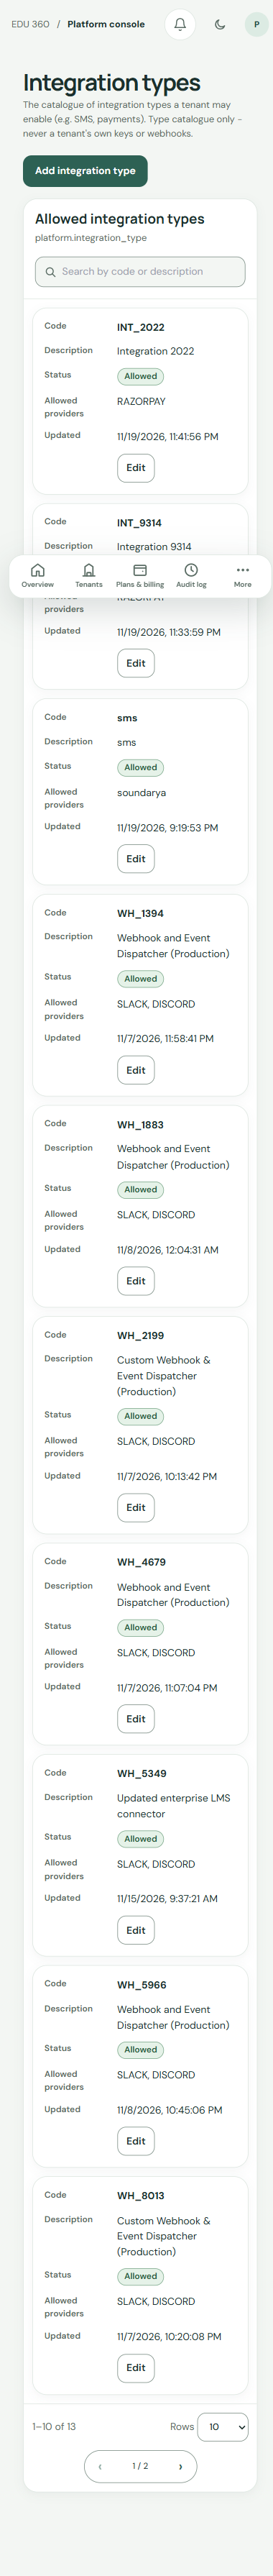 EDU 360 / Platform console
P
Integration types
The catalogue of integration types a tenant may
enable (e.g. SMS, payments). Type catalogue only -
never a tenant's own keys or webhooks.
Add integration type
Allowed integration types
platform.integration_type
Search by code or description
Code INT_2022
Description Integration 2022
Status Allowed
Allowed providers RAZORPAY
Updated 11/19/2026, 11:41:56 PM
Edit
Code INT_9314
Description Integration 9314
Overview Tenants Plans & billing Audit log More
Allowed providers RAZORPAY
Updated 11/19/2026, 11:33:59 PM
Edit
Code sms
Description sms
Status Allowed
Allowed providers soundarya
Updated 11/19/2026, 9:19:53 PM
Edit
Code WH_1394
Description Webhook and Event
Dispatcher (Production)
Status Allowed
Allowed providers SLACK, DISCORD
Updated 11/7/2026, 11:58:41 PM
Edit
Code WH_1883
Description Webhook and Event
Dispatcher (Production)
Status Allowed
Allowed providers SLACK, DISCORD
Updated 11/8/2026, 12:04:31 AM
Edit
Code WH_2199
Description Custom Webhook &
Event Dispatcher
(Production)
Status Allowed
Allowed providers SLACK, DISCORD
Updated 11/7/2026, 10:13:42 PM
Edit
Code WH_4679
Description Webhook and Event
Dispatcher (Production)
Status Allowed
Allowed providers SLACK, DISCORD
Updated 11/7/2026, 11:07:04 PM
Edit
Code WH_5349
Description Updated enterprise LMS
connector
Status Allowed
Allowed providers SLACK, DISCORD
Updated 11/15/2026, 9:37:21 AM
Edit
Code WH_5966
Description Webhook and Event
Dispatcher (Production)
Status Allowed
Allowed providers SLACK, DISCORD
Updated 11/8/2026, 10:45:06 PM
Edit
Code WH_8013
Description Custom Webhook &
Event Dispatcher
(Production)
Status Allowed
Allowed providers SLACK, DISCORD
Updated 11/7/2026, 10:20:08 PM
Edit
1–10 of 13 Rows 10
‹ 1 / 2 ›